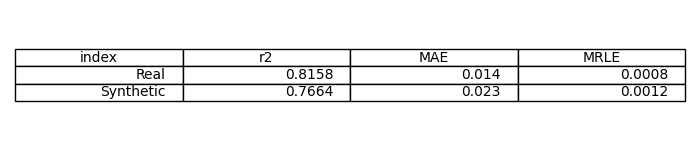 index r2 MAE MRLE
Real 0.8158 0.014 0.0008
Synthetic 0.7664 0.023 0.0012